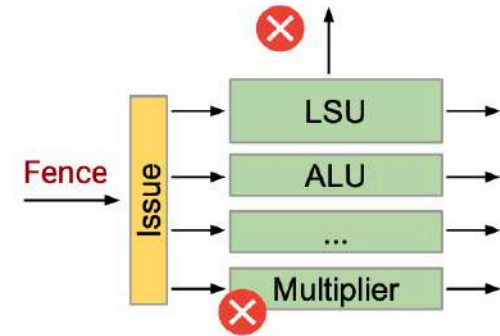 LSU
Fence
Issue
ALU
...
Multiplier